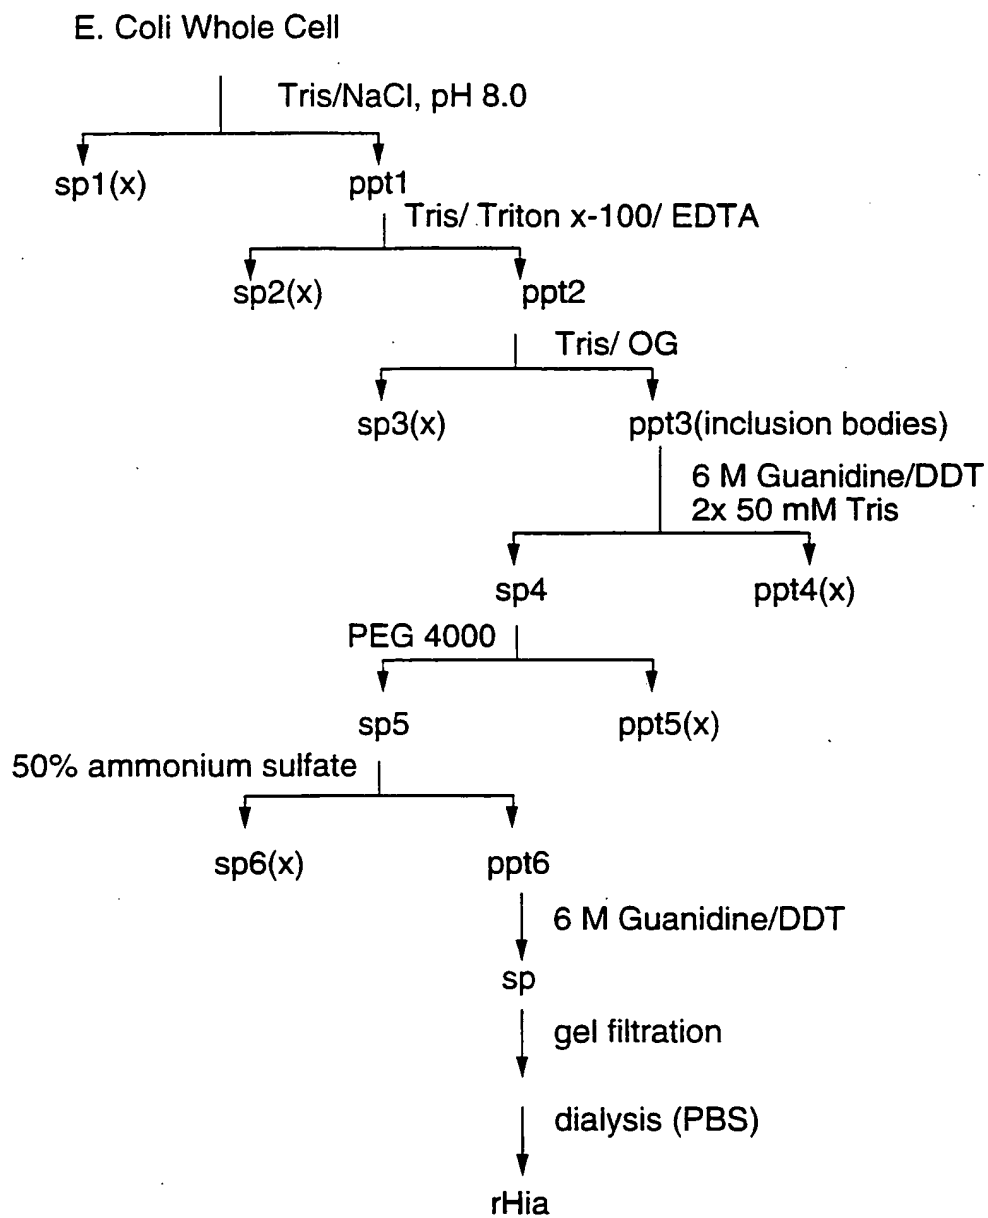 E. Coli Whole Cell
Tris/NaCl, pH 8.0
sp1(x)
ppt1
Tris/ Triton x-100/ EDTA
sp2(x)
ppt2
Tris/ OG
sp3(x)
ppt3(inclusion bodies)
6 M Guanidine/DDT
2x 50 mM Tris
sp4
ppt4(x)
PEG 4000
sp5
ppt5(x)
50% ammonium sulfate
sp6(x)
ppt6
6 M Guanidine/DDT
sp
gel filtration
dialysis (PBS)
rHia